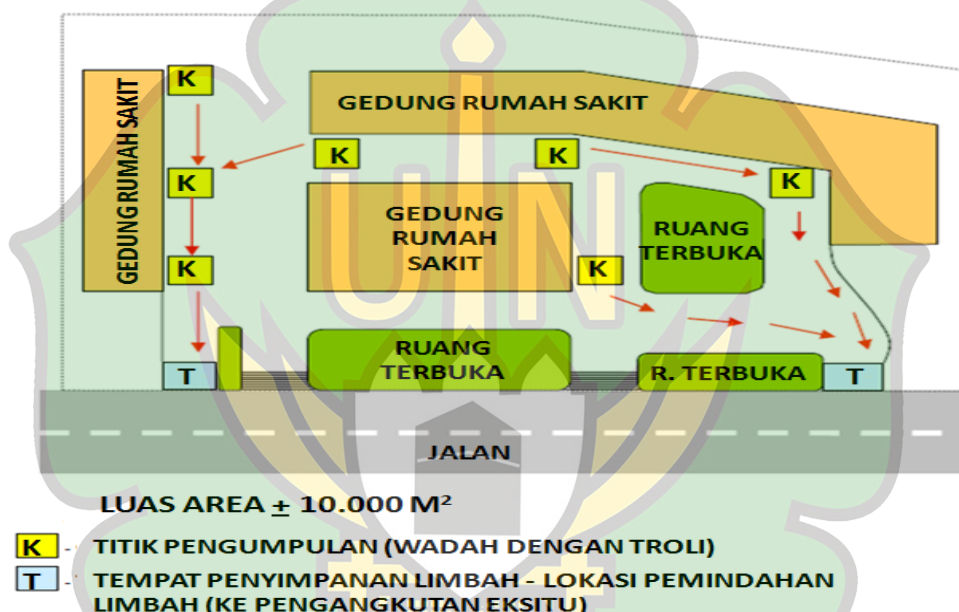 K
GEDUNG RUMAH SAKIT
GEDUNG RUMAH SAKIT
K
K
K
K
GEDUNG
RUMAH
SAKIT
RUANG
TERBUKA
K
K
RUANG
TERBUKA
T
R. TERBUKA
T
JALAN
UIN
LUAS AREA ± 10.000 M²
K - TITIK PENGUMPULAN (WADAH DENGAN TROLI)
T - TEMPAT PENYIMPANAN LIMBAH - LOKASI PEMINDAHAN
LIMBAH (KE PENGANGKUTAN EKSITU)